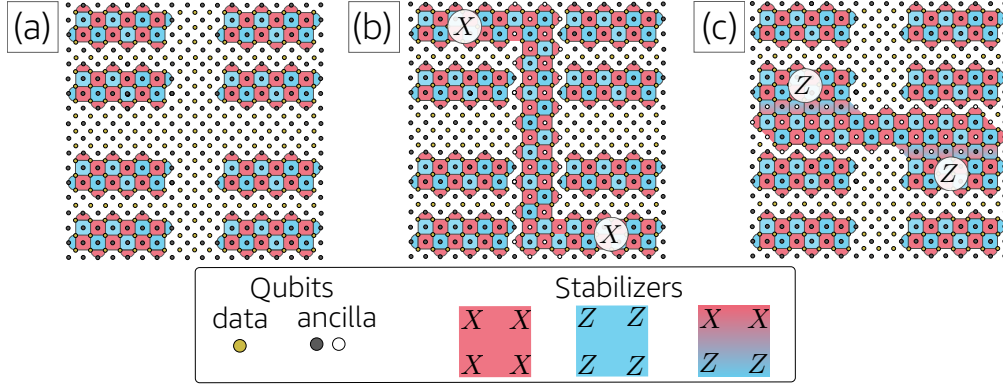 (a)
(b)
(c)
X
X
Z
Z
Qubits
data ancilla
Stabilizers
X X
X X
Z Z
Z Z
X X
Z Z